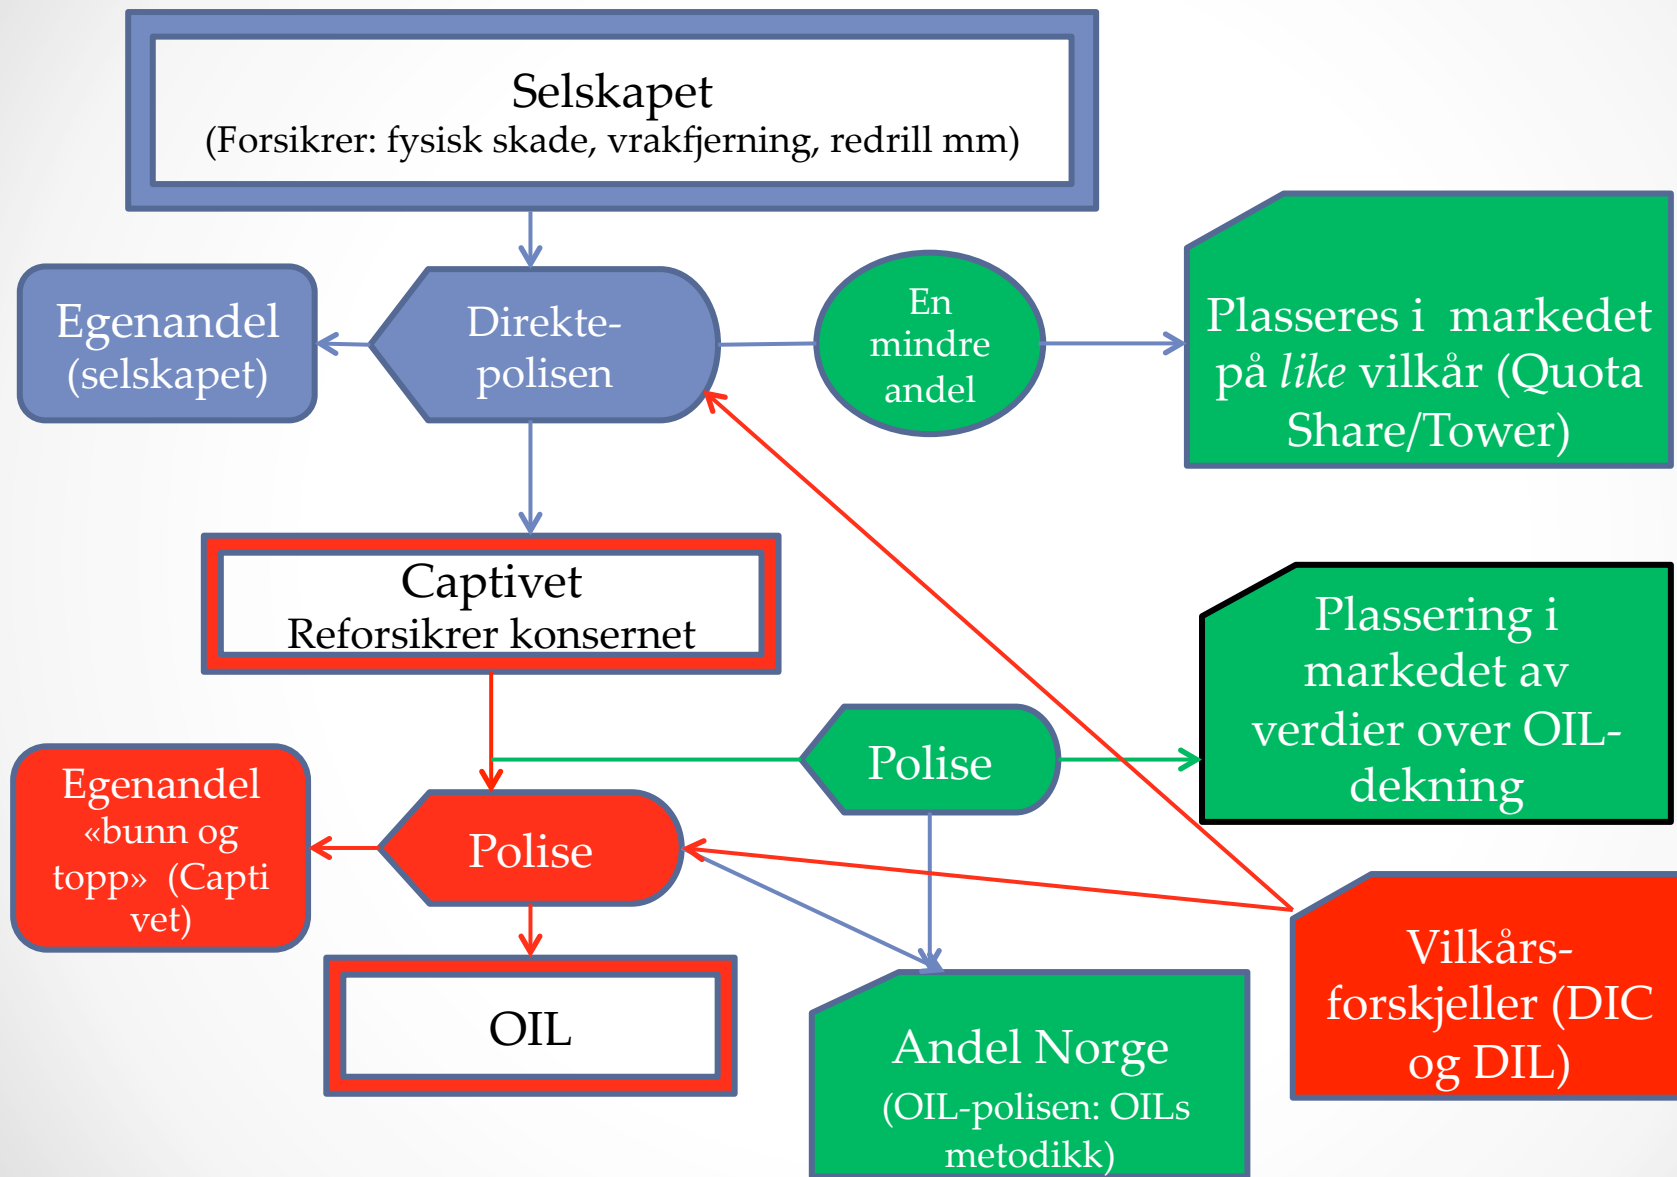 Selskapet
(Forsikrer: fysisk skade, vrakfjerning, redrill mm)
Egenandel
(selskapet)
Direkte-
polisen
En
mindre
andel
Plasseres i markedet
på like vilkår (Quota
Share/Tower)
Captivet
Reforsikrer konsernet
Plassering i
markedet av
verdier over OIL-
dekning
Polise
Egenandel
«bunn og
topp» (Capti
vet)
Polise
OIL
Andel Norge
(OIL-polisen: OILs
metodikk)
Vilkårs-
forskjeller (DIC
og DIL)